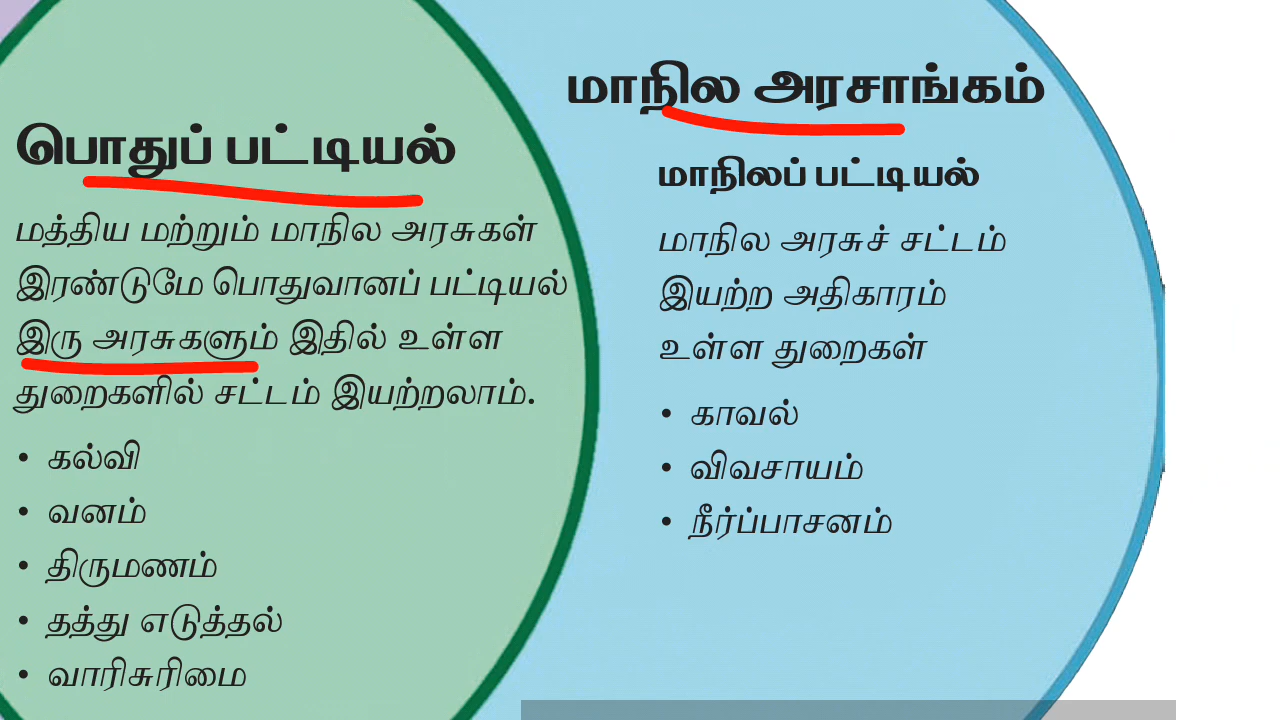 பொதுப் பட்டியல்
மத்திய மற்றும் மாநில அரசுகள்
இரண்டுமே பொதுவானப் பட்டியல்
இரு அரசுகளும் இதில் உள்ள
துறைகளில் சட்டம் இயற்றலாம்.
• கல்வி
• வனம்
• திருமணம்
• தத்து எடுத்தல்
• வாரிசுரிமை
மாநில அரசாங்கம்
மாநிலப் பட்டியல்
மாநில அரசுச் சட்டம்
இயற்ற அதிகாரம்
உள்ள துறைகள்
• காவல்
• விவசாயம்
• நீர்ப்பாசனம்